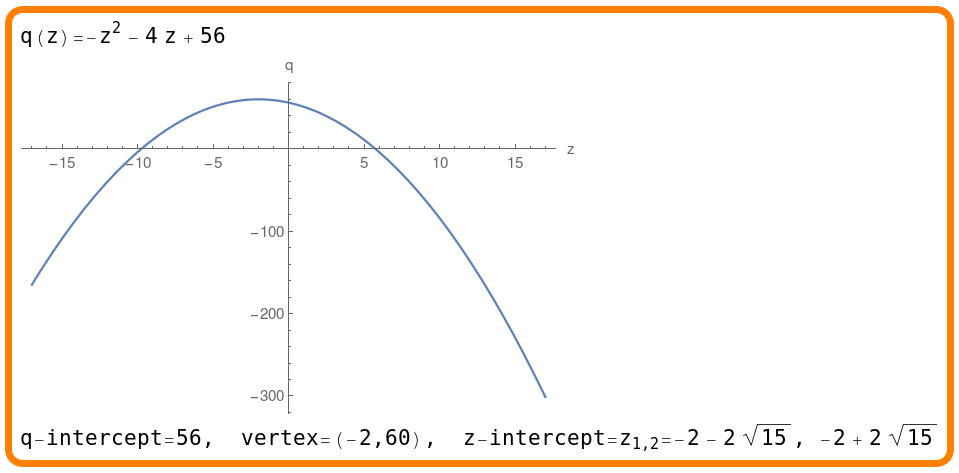 q(z)=-z² - 4 z + 56
q
-15 -10 -5 5 10 15 z
-100
-200
-300
q-intercept=56, vertex=(-2,60), z-intercept=z₁,₂=-2 - 2 √15, -2 + 2 √15